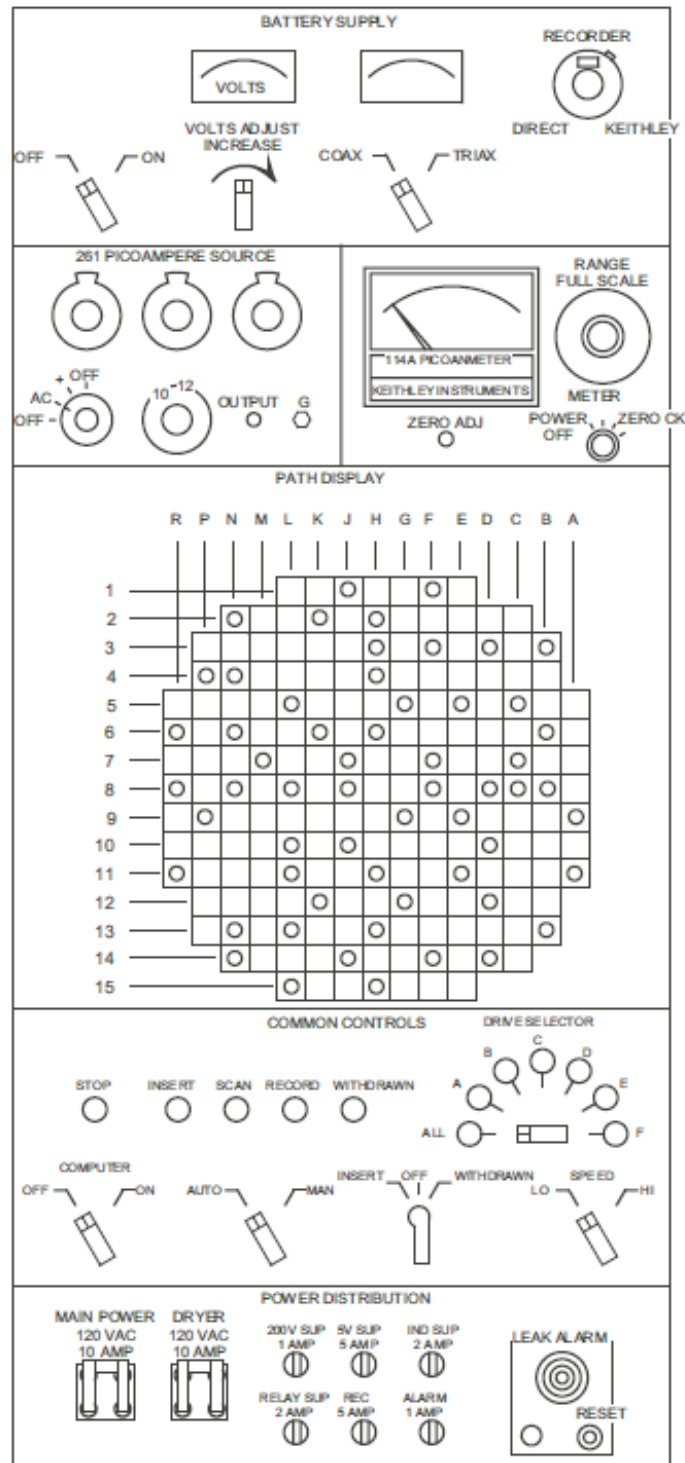 BATTERY SUPPLY
RECORDER
VOLTS
DIRECT KEITHLEY
VOLTS ADJUST
INCREASE
OFF ON
COAX TRIAX
261 PICOAMPERE SOURCE
RANGE
FULL SCALE
114A PICOANMETER
KEITHLEY INSTRUMENTS
+ OFF
AC
OFF
10 -12
OUTPUT G
ZERO ADJ
METER
POWER ZERO CK
OFF
PATH DISPLAY
R P N M L K J H G F E D C B A
1
2
3
4
5
6
7
8
9
10
11
12
13
14
15
COMMON CONTROLS
DRIVE SELECTOR
STOP INSERT SCAN RECORD WITHDRAWN
ALL A B C D E F
COMPUTER
OFF ON
AUTO MAN
INSERT OFF WITHDRAWN
SPEED
LO HI
POWER DISTRIBUTION
MAIN POWER
120 VAC
10 AMP
DRYER
120 VAC
10 AMP
200V SUP
1 AMP
5V SUP
5 AMP
IND SUP
2 AMP
RELAY SUP
2 AMP
REC
5 AMP
ALARM
1 AMP
LEAK ALARM
RESET